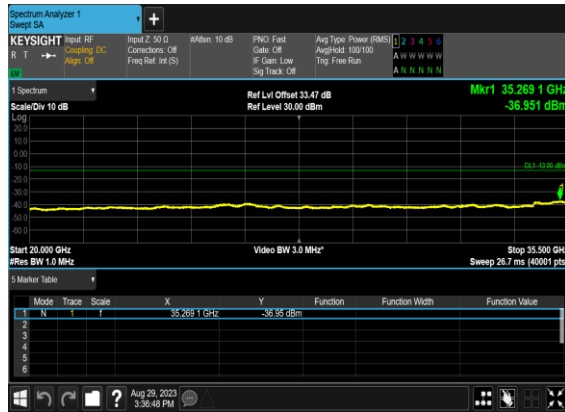 Spectrum Analyzer 1
Swept SA
+
KEYSIGHT Input: RF Input Z: 50 Ω #Atten: 10 dB PNO: Fast Avg Type: Power (RMS) 1 2 3 4 5 6
R T Coupling: DC Corrections: Off Gate: Off Avg|Hold: 100/100 A W W W W W
Align: Off Freq Ref: Int (S) IF Gain: Low Trig: Free Run
Sig Track: Off A N N N N N
1 Spectrum Ref Lvl Offset 33.47 dB Mkr1 35.269 1 GHz
Scale/Div 10 dB Ref Level 30.00 dBm -36.951 dBm
Log
20.0
10.0
0.00
-10.0 DL1 -13.00 dBm
-20.0
-30.0
-40.0
-50.0
-60.0
Start 20.000 GHz Video BW 3.0 MHz* Stop 35.500 GHz
#Res BW 1.0 MHz Sweep 26.7 ms (40001 pts
5 Marker Table
Mode Trace Scale X Y Function Function Width Function Value
1 N 1 f 35.269 1 GHz -36.95 dBm
2
3
4
5
6
? Aug 29, 2023
3:36:48 PM